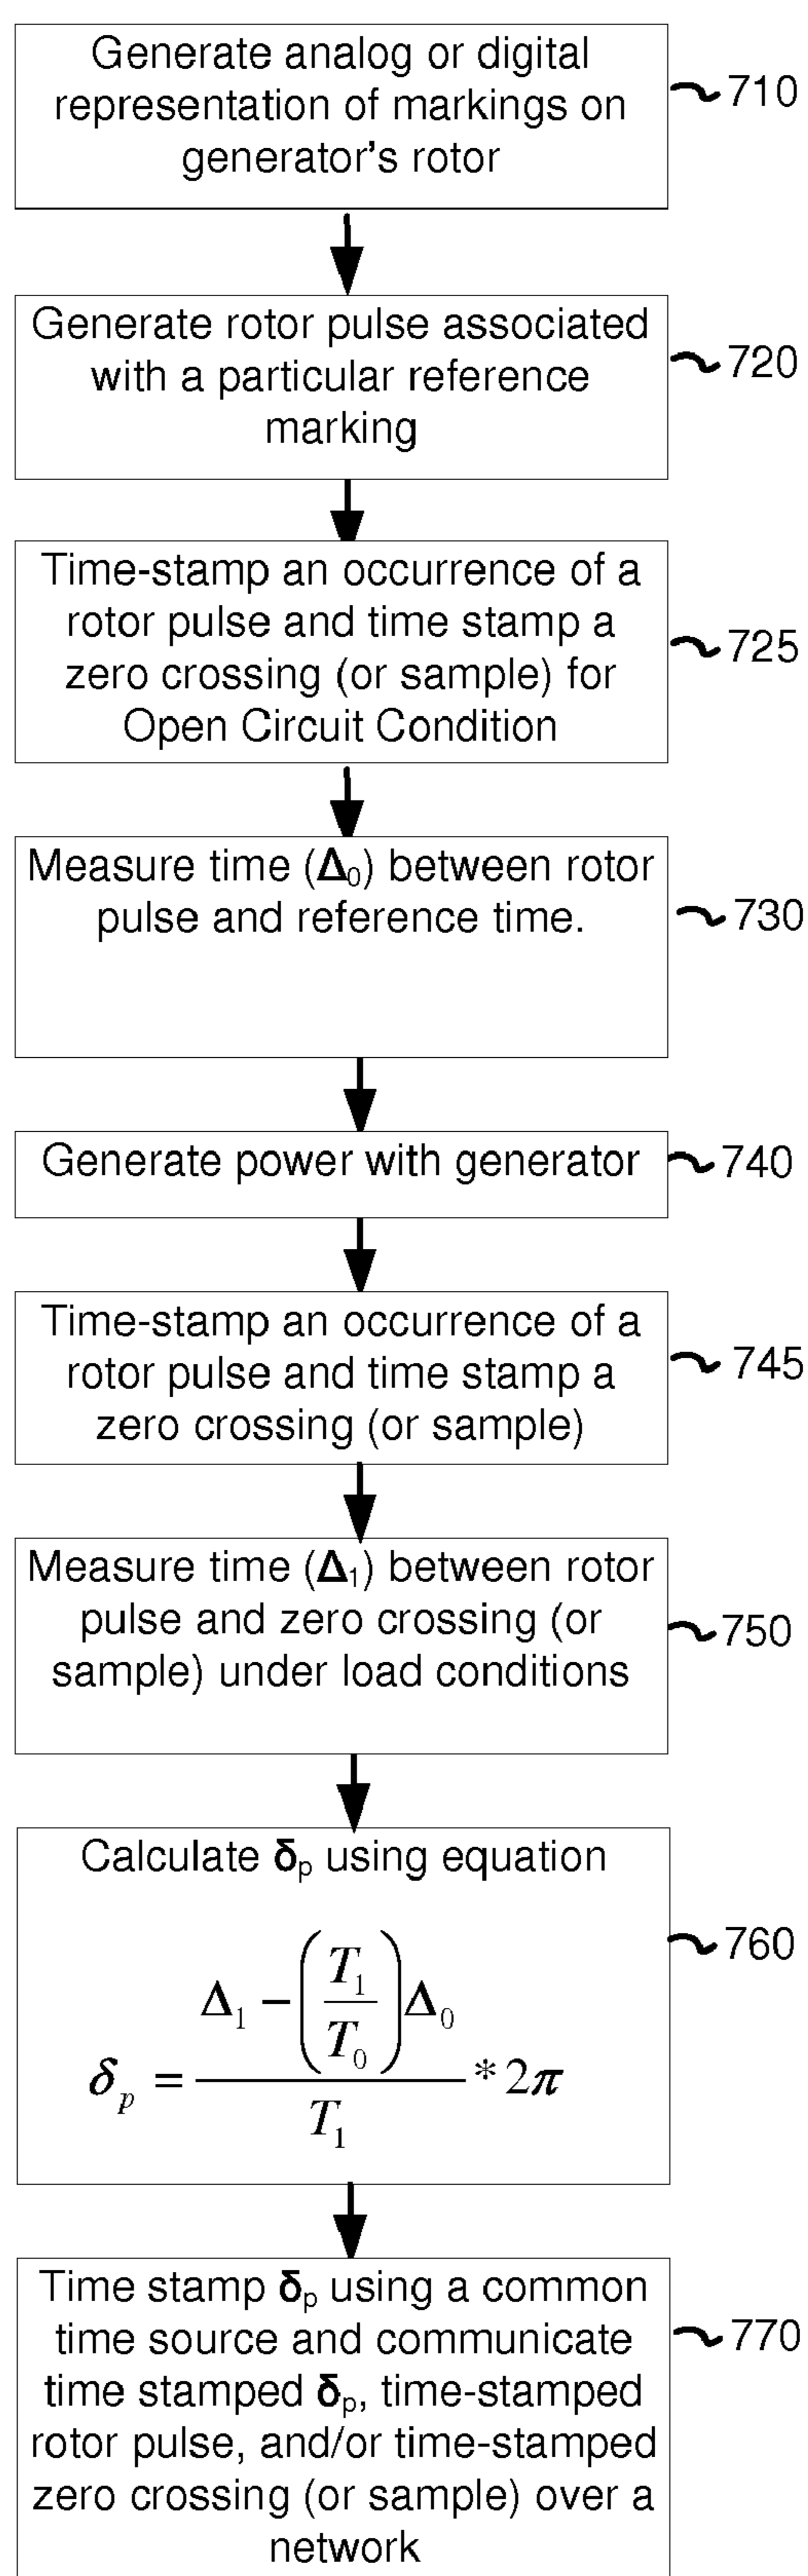 Generate analog or digital
representation of markings on
generator's rotor
710
Generate rotor pulse associated
with a particular reference
marking
720
Time-stamp an occurrence of a
rotor pulse and time stamp a
zero crossing (or sample) for
Open Circuit Condition
725
Measure time (Δ₀) between rotor
pulse and reference time.
730
Generate power with generator
740
Time-stamp an occurrence of a
rotor pulse and time stamp a
zero crossing (or sample)
745
Measure time (Δ₁) between rotor
pulse and zero crossing (or
sample) under load conditions
750
Calculate δp using equation
δp = (Δ₁ − (T₁/T₀)Δ₀)/T₁ * 2π
760
Time stamp δp using a common
time source and communicate
time stamped δp, time-stamped
rotor pulse, and/or time-stamped
zero crossing (or sample) over a
network
770